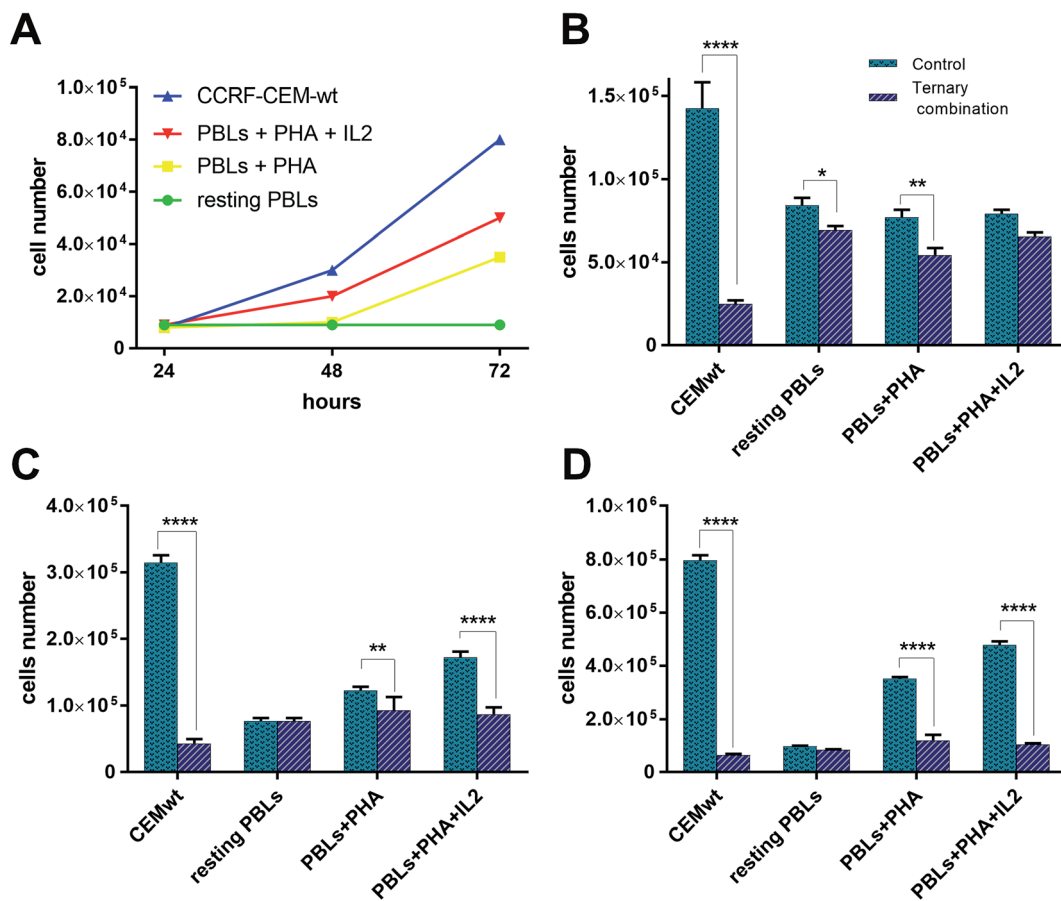 A
1.0×10⁵
8.0×10⁴
6.0×10⁴
4.0×10⁴
2.0×10⁴
0
cell number
CCRF-CEM-wt
PBLs + PHA + IL2
PBLs + PHA
resting PBLs
24 48 72
hours
B
1.5×10⁵
1.0×10⁵
5.0×10⁴
0
cells number
Control
Ternary
combination
****
*
**
CEMwt
resting PBLs
PBLs+PHA
PBLs+PHA+IL2
C
4.0×10⁵
3.0×10⁵
2.0×10⁵
1.0×10⁵
0
cells number
****
**
****
CEMwt
resting PBLs
PBLs+PHA
PBLs+PHA+IL2
D
1.0×10⁶
8.0×10⁵
6.0×10⁵
4.0×10⁵
2.0×10⁵
0
cells number
****
****
****
CEMwt
resting PBLs
PBLs+PHA
PBLs+PHA+IL2